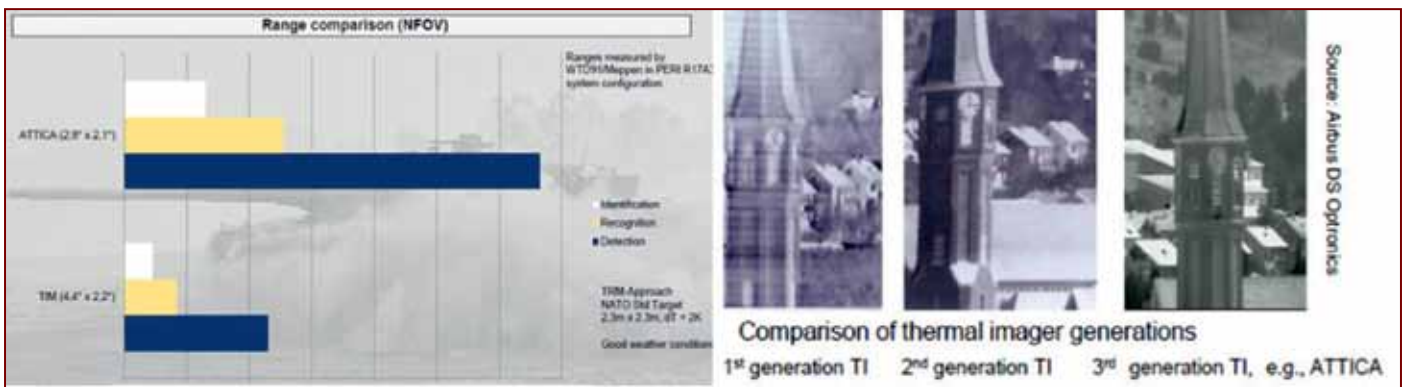 Range comparison (NFOV)
Ranges measured by
WTD91/Meppen in PERI R17A3
system configuration
ATTICA (2.8° x 2.1°)
Identification
Recognition
Detection
TIM (4.4° x 2.2°)
TRM-Approach
NATO Std Target
2.3m x 2.3m, dT = 2K
Good weather condition
Source: Airbus DS Optronics
Comparison of thermal imager generations
1st generation TI
2nd generation TI
3rd generation TI, e.g., ATTICA